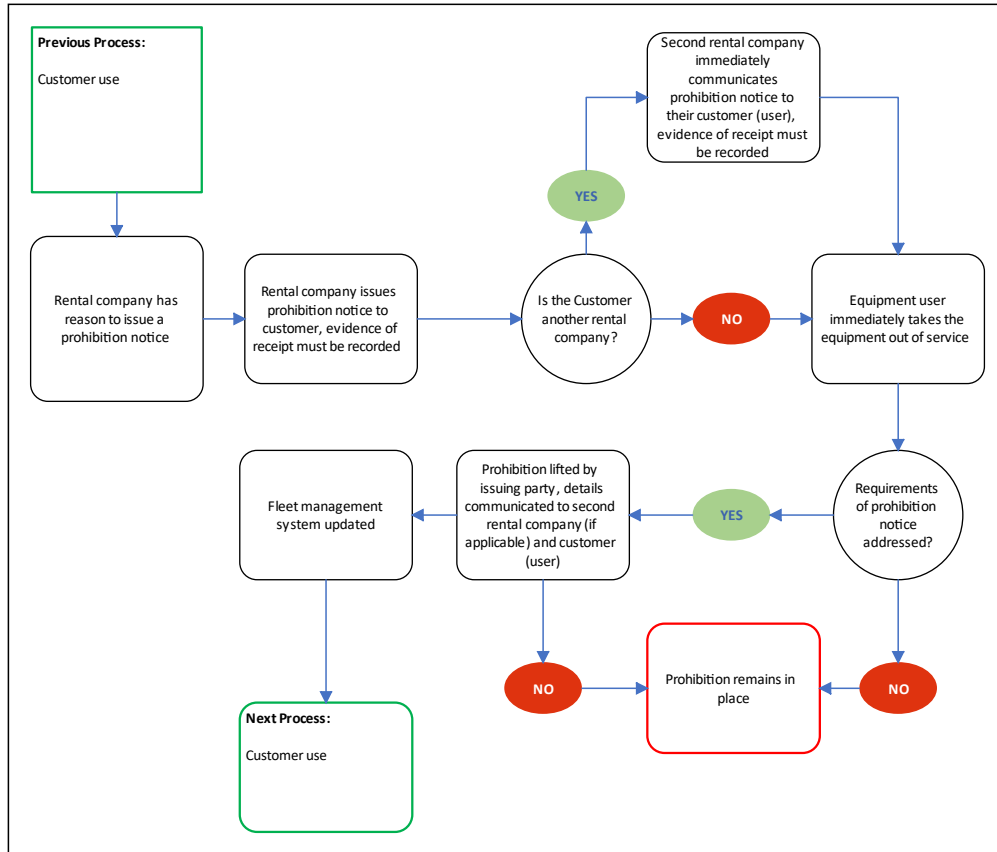 Previous Process:
Customer use
Second rental company
immediately
communicates
prohibition notice to
their customer (user),
evidence of receipt must
be recorded
YES
Rental company has
reason to issue a
prohibition notice
Rental company issues
prohibition notice to
customer, evidence of
receipt must be recorded
Is the Customer
another rental
company?
NO
Equipment user
immediately takes the
equipment out of service
Requirements
of prohibition
notice
addressed?
YES
Prohibition lifted by
issuing party, details
communicated to second
rental company (if
applicable) and customer
(user)
Fleet management
system updated
NO
Prohibition remains in
place
NO
Next Process:
Customer use